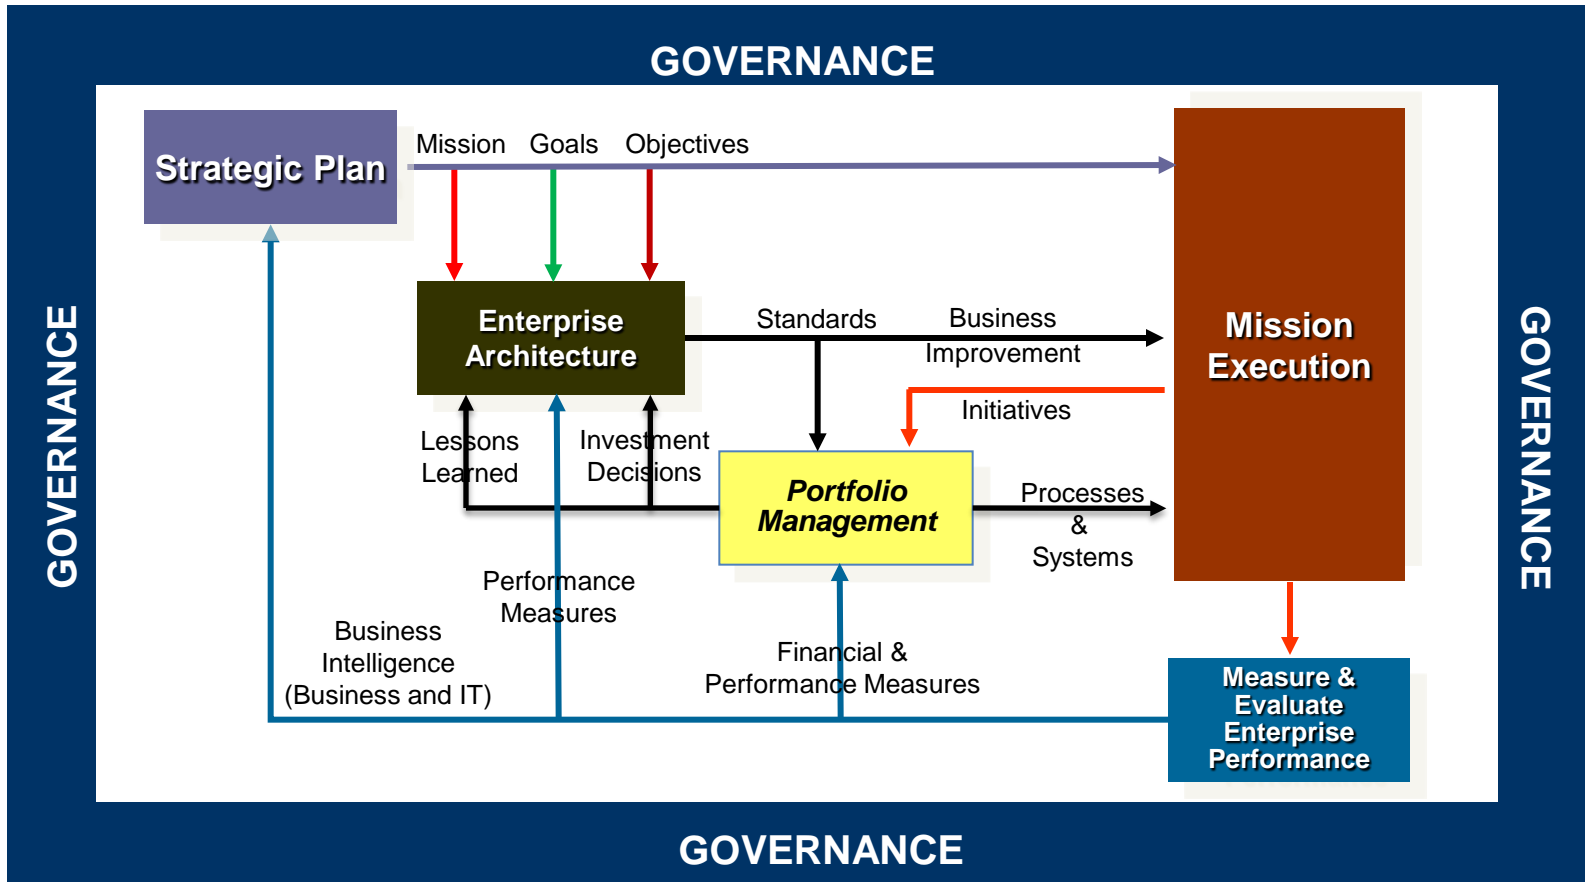 GOVERNANCE
Strategic Plan
Mission Goals Objectives
GOVERNANCE
GOVERNANCE
Enterprise
Architecture
Standards
Business
Improvement
Mission
Execution
Initiatives
Lessons
Learned
Investment
Decisions
Portfolio
Management
Processes
&
Systems
Performance
Measures
Business
Intelligence
(Business and IT)
Financial &
Performance Measures
Measure &
Evaluate
Enterprise
Performance
GOVERNANCE